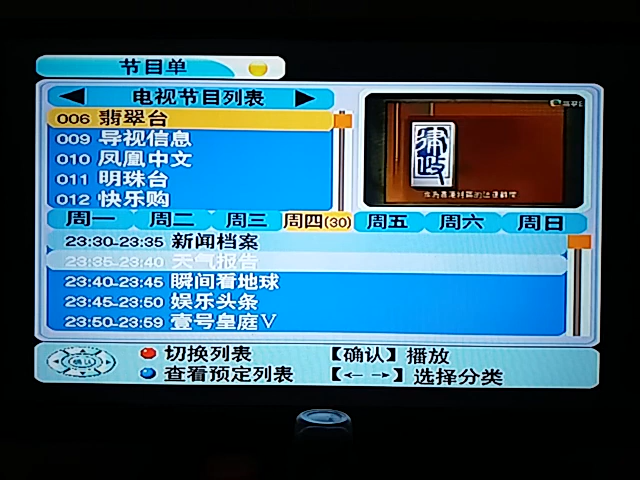 节目单
电视节目列表
006 翡翠台
009 导视信息
010 凤凰中文
011 明珠台
012 快乐购
周一 周二 周三 周四(30) 周五 周六 周日
23:30-23:35 新闻档案
23:35-23:40 天气报告
23:40-23:45 瞬间看地球
23:45-23:50 娱乐头条
23:50-23:59 壹号皇庭Ⅴ
确认
切换列表 【确认】播放
查看预定列表 【←→】选择分类